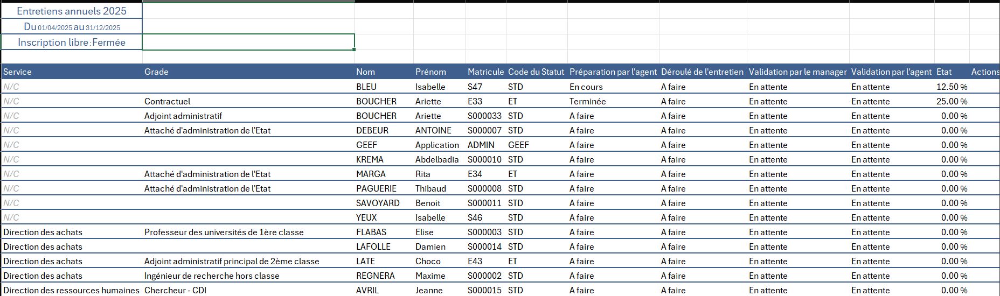 Entretiens annuels 2025
Du 01/04/2025 au 31/12/2025
Inscription libre : Fermée
Service Grade Nom Prénom Matricule Code du Statut Préparation par l'agent Déroulé de l'entretien Validation par le manager Validation par l'agent Etat Actions
N/C BLEU Isabelle S47 STD En cours A faire En attente En attente 12.50 %
N/C Contractuel BOUCHER Ariette E33 ET Terminée A faire En attente En attente 25.00 %
N/C Adjoint administratif BOUCHER Ariette S000033 STD A faire A faire En attente En attente 0.00 %
N/C Attaché d'administration de l'Etat DEBEUR ANTOINE S000007 STD A faire A faire En attente En attente 0.00 %
N/C GEEF Application ADMIN GEEF A faire A faire En attente En attente 0.00 %
N/C KREMA Abdelbadia S000010 STD A faire A faire En attente En attente 0.00 %
N/C Attaché d'administration de l'Etat MARGA Rita E34 ET A faire A faire En attente En attente 0.00 %
N/C Attaché d'administration de l'Etat PAGUERIE Thibaud S000008 STD A faire A faire En attente En attente 0.00 %
N/C SAVOYARD Benoit S000011 STD A faire A faire En attente En attente 0.00 %
N/C YEUX Isabelle S46 STD A faire A faire En attente En attente 0.00 %
Direction des achats Professeur des universités de 1ère classe FLABAS Elise S000003 STD A faire A faire En attente En attente 0.00 %
Direction des achats LAFOLLE Damien S000014 STD A faire A faire En attente En attente 0.00 %
Direction des achats Adjoint administratif principal de 2ème classe LATE Choco E43 ET A faire A faire En attente En attente 0.00 %
Direction des achats Ingénieur de recherche hors classe REGNERA Maxime S000002 STD A faire A faire En attente En attente 0.00 %
Direction des ressources humaines Chercheur - CDI AVRIL Jeanne S000015 STD A faire A faire En attente En attente 0.00 %